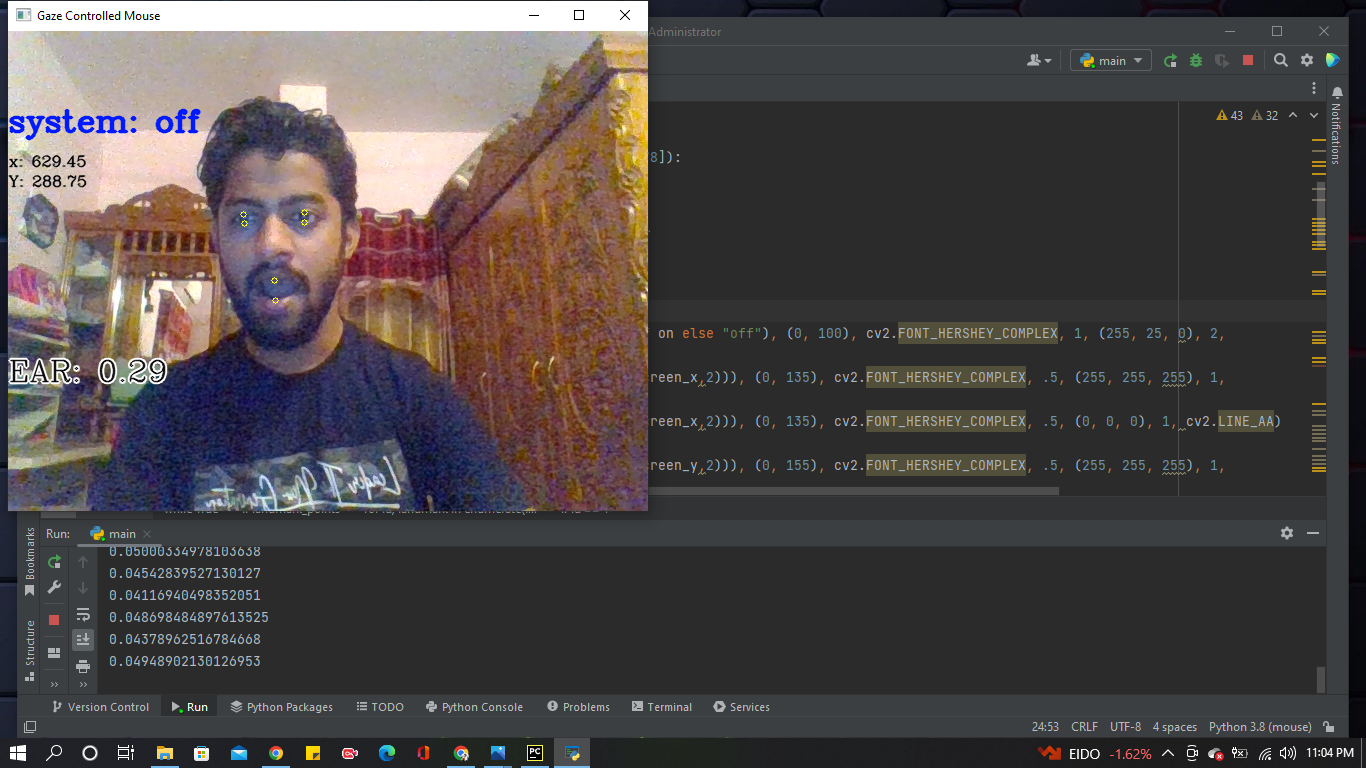 Gaze Controlled Mouse
Administrator
main
system: off
x: 629.45
Y: 288.75
EAR: 0.29
43
32
Notifications
8]):
on else "off"), (0, 100), cv2.FONT_HERSHEY_COMPLEX, 1, (255, 25, 0), 2,
reen_x,2))), (0, 135), cv2.FONT_HERSHEY_COMPLEX, .5, (255, 255, 255), 1,
reen_x,2))), (0, 135), cv2.FONT_HERSHEY_COMPLEX, .5, (0, 0, 0), 1, cv2.LINE_AA)
reen_y,2))), (0, 155), cv2.FONT_HERSHEY_COMPLEX, .5, (255, 255, 255), 1,
Run:
main
Bookmarks
Structure
0.05000334978103638
0.04542839527130127
0.04116940498352051
0.048698484897613525
0.04378962516784668
0.04948902130126953
Version Control
Run
Python Packages
TODO
Python Console
Problems
Terminal
Services
24:53
CRLF
UTF-8
4 spaces
Python 3.8 (mouse)
EIDO -1.62%
11:04 PM